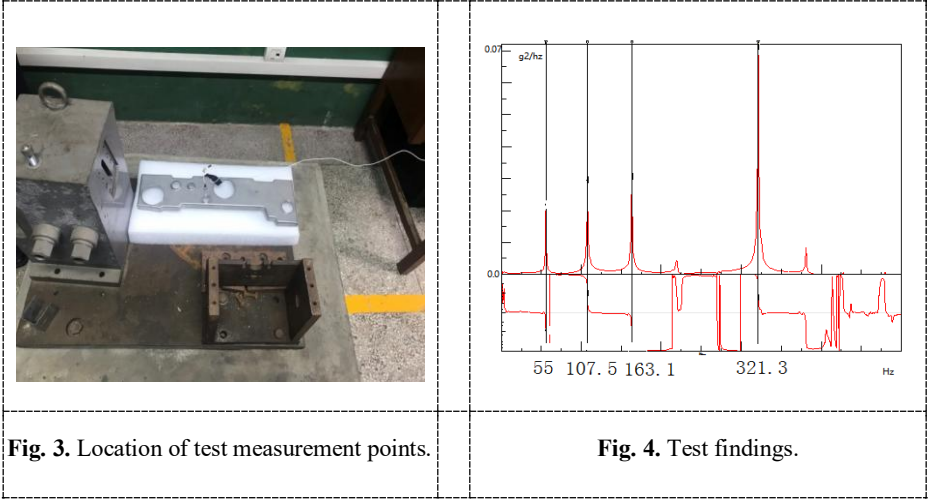 0.07
g2/hz
0.0
55 107.5 163.1 321.3 Hz
Fig. 3. Location of test measurement points.
Fig. 4. Test findings.